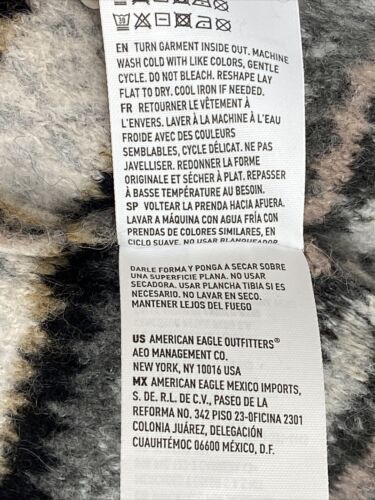 30
EN TURN GARMENT INSIDE OUT. MACHINE
WASH COLD WITH LIKE COLORS, GENTLE
CYCLE. DO NOT BLEACH. RESHAPE LAY
FLAT TO DRY. COOL IRON IF NEEDED.
FR RETOURNER LE VÊTEMENT À
L'ENVERS. LAVER À LA MACHINE À L'EAU
FROIDE AVEC DES COULEURS
SEMBLABLES, CYCLE DÉLICAT. NE PAS
JAVELLISER. REDONNER LA FORME
ORIGINALE ET SÉCHER À PLAT. REPASSER
À BASSE TEMPÉRATURE AU BESOIN.
SP VOLTEAR LA PRENDA HACIA AFUERA.
LAVAR A MÁQUINA CON AGUA FRÍA CON
PRENDAS DE COLORES SIMILARES, EN
CICLO SUAVE. NO USAR BLANQUEADOR
DARLE FORMA Y PONGA A SECAR SOBRE
UNA SUPERFICIE PLANA. NO USAR
SECADORA. USAR PLANCHA TIBIA SI ES
NECESARIO. NO LAVAR EN SECO.
MANTENER LEJOS DEL FUEGO
US AMERICAN EAGLE OUTFITTERS®
AEO MANAGEMENT CO.
NEW YORK, NY 10016 USA
MX AMERICAN EAGLE MEXICO IMPORTS,
S. DE R.L. DE C.V., PASEO DE LA
REFORMA NO. 342 PISO 23-OFICINA 2301
COLONIA JUÁREZ, DELEGACIÓN
CUAUHTÉMOC 06600 MÉXICO, D.F.